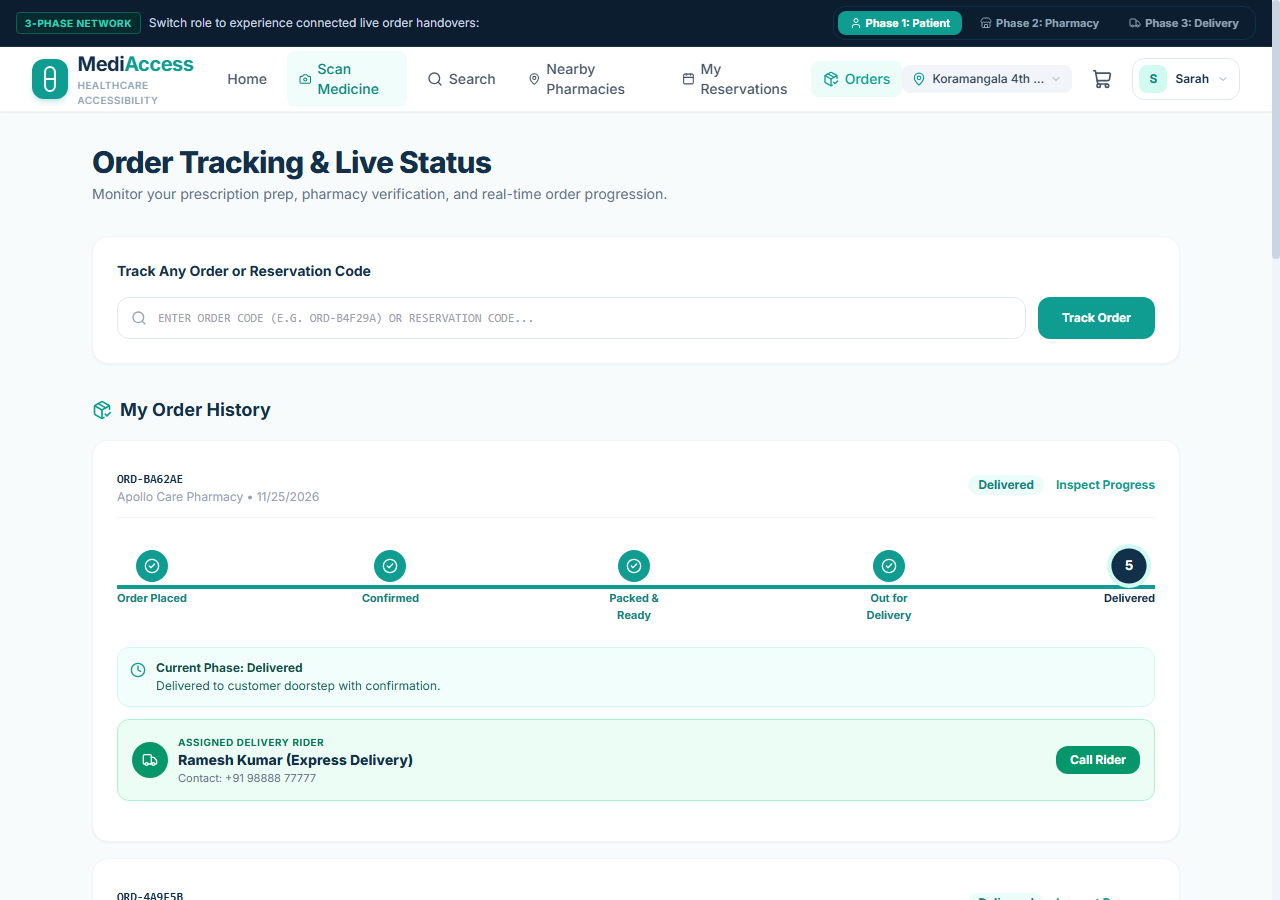 3-PHASE NETWORK Switch role to experience connected live order handovers: Phase 1: Patient Phase 2: Pharmacy Phase 3: Delivery
MediAccess
HEALTHCARE
ACCESSIBILITY
Home
Scan
Medicine
Search
Nearby
Pharmacies
My
Reservations
Orders
Koramangala 4th ...
S Sarah
Order Tracking & Live Status
Monitor your prescription prep, pharmacy verification, and real-time order progression.
Track Any Order or Reservation Code
ENTER ORDER CODE (E.G. ORD-B4F29A) OR RESERVATION CODE...
Track Order
My Order History
ORD-BA62AE
Apollo Care Pharmacy • 11/25/2026
Delivered Inspect Progress
5
Order Placed
Confirmed
Packed &
Ready
Out for
Delivery
Delivered
Current Phase: Delivered
Delivered to customer doorstep with confirmation.
ASSIGNED DELIVERY RIDER
Ramesh Kumar (Express Delivery)
Contact: +91 98888 77777
Call Rider
ORD-4A9F5B